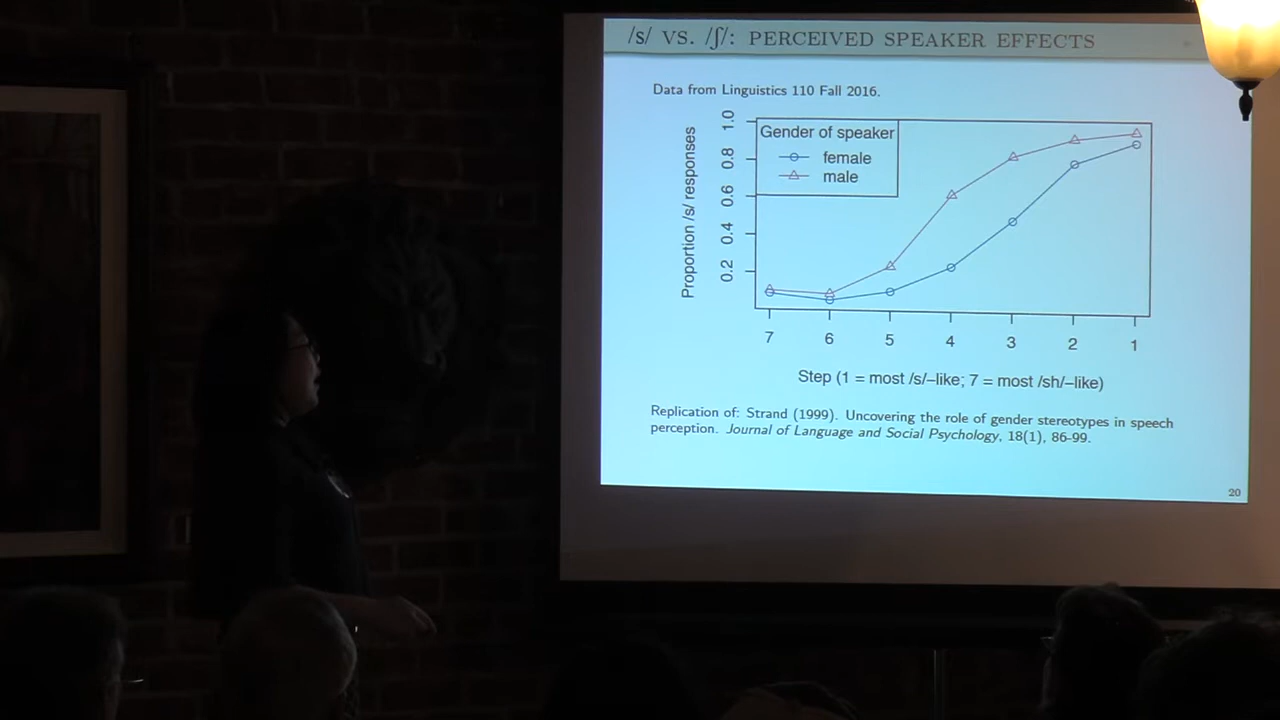 /s/ VS. /ʃ/: PERCEIVED SPEAKER EFFECTS
Data from Linguistics 110 Fall 2016.
Gender of speaker
female
male
Proportion /s/ responses
1.0
0.8
0.6
0.4
0.2
7 6 5 4 3 2 1
Step (1 = most /s/–like; 7 = most /sh/–like)
Replication of: Strand (1999). Uncovering the role of gender stereotypes in speech
perception. Journal of Language and Social Psychology, 18(1), 86-99.
20